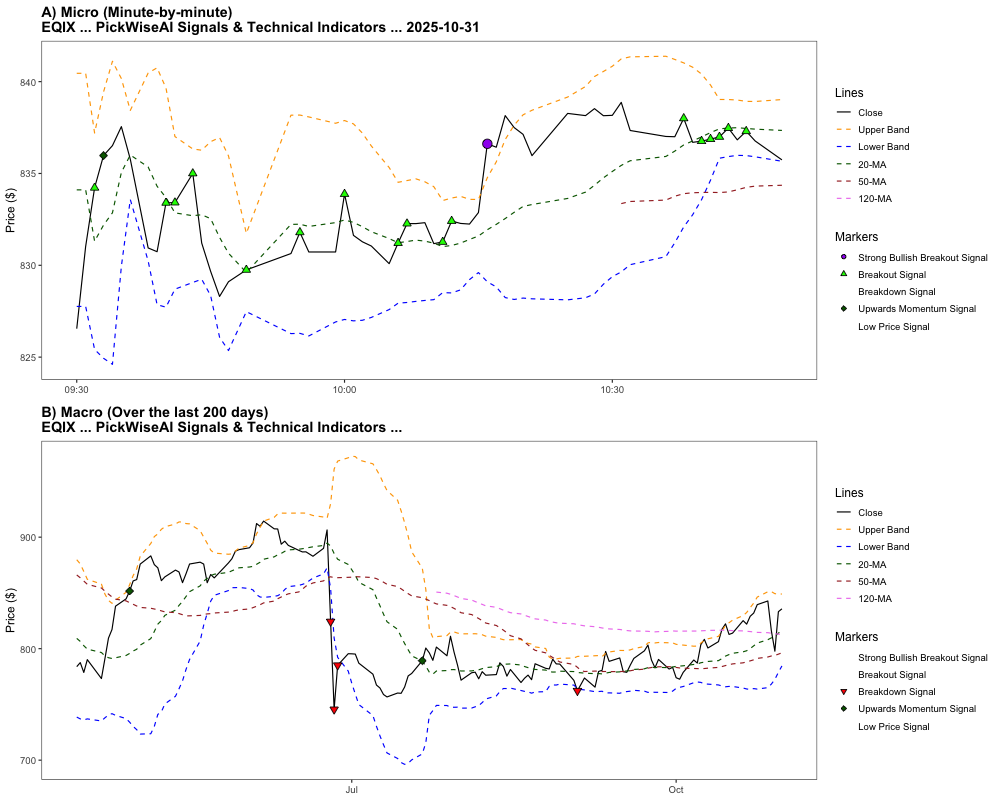 A) Micro (Minute-by-minute)
EQIX ... PickWiseAI Signals & Technical Indicators ... 2025-10-31
Price ($)
840
835
830
825
09:30
10:00
10:30
Lines
Close
Upper Band
Lower Band
20-MA
50-MA
120-MA
Markers
Strong Bullish Breakout Signal
Breakout Signal
Breakdown Signal
Upwards Momentum Signal
Low Price Signal
B) Macro (Over the last 200 days)
EQIX ... PickWiseAI Signals & Technical Indicators ...
Price ($)
900
800
700
Jul
Oct
Lines
Close
Upper Band
Lower Band
20-MA
50-MA
120-MA
Markers
Strong Bullish Breakout Signal
Breakout Signal
Breakdown Signal
Upwards Momentum Signal
Low Price Signal